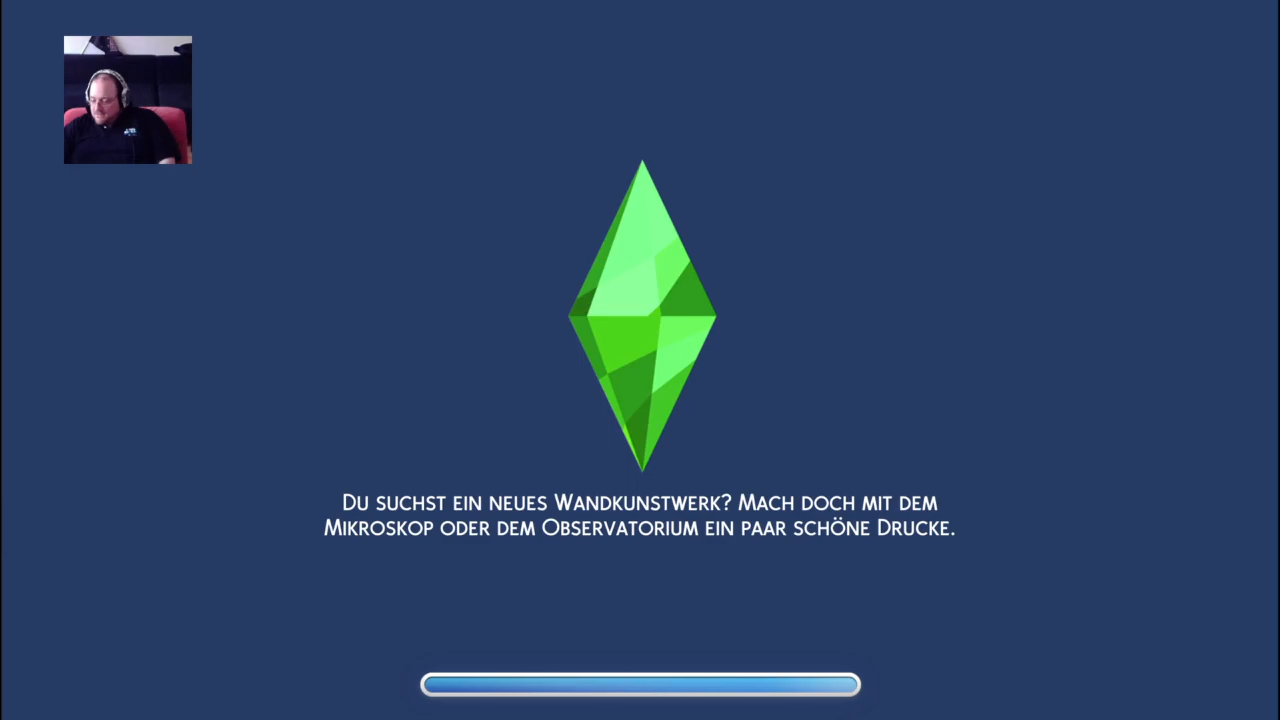 Du suchst ein neues Wandkunstwerk? Mach doch mit dem
Mikroskop oder dem Observatorium ein paar schöne Drucke.